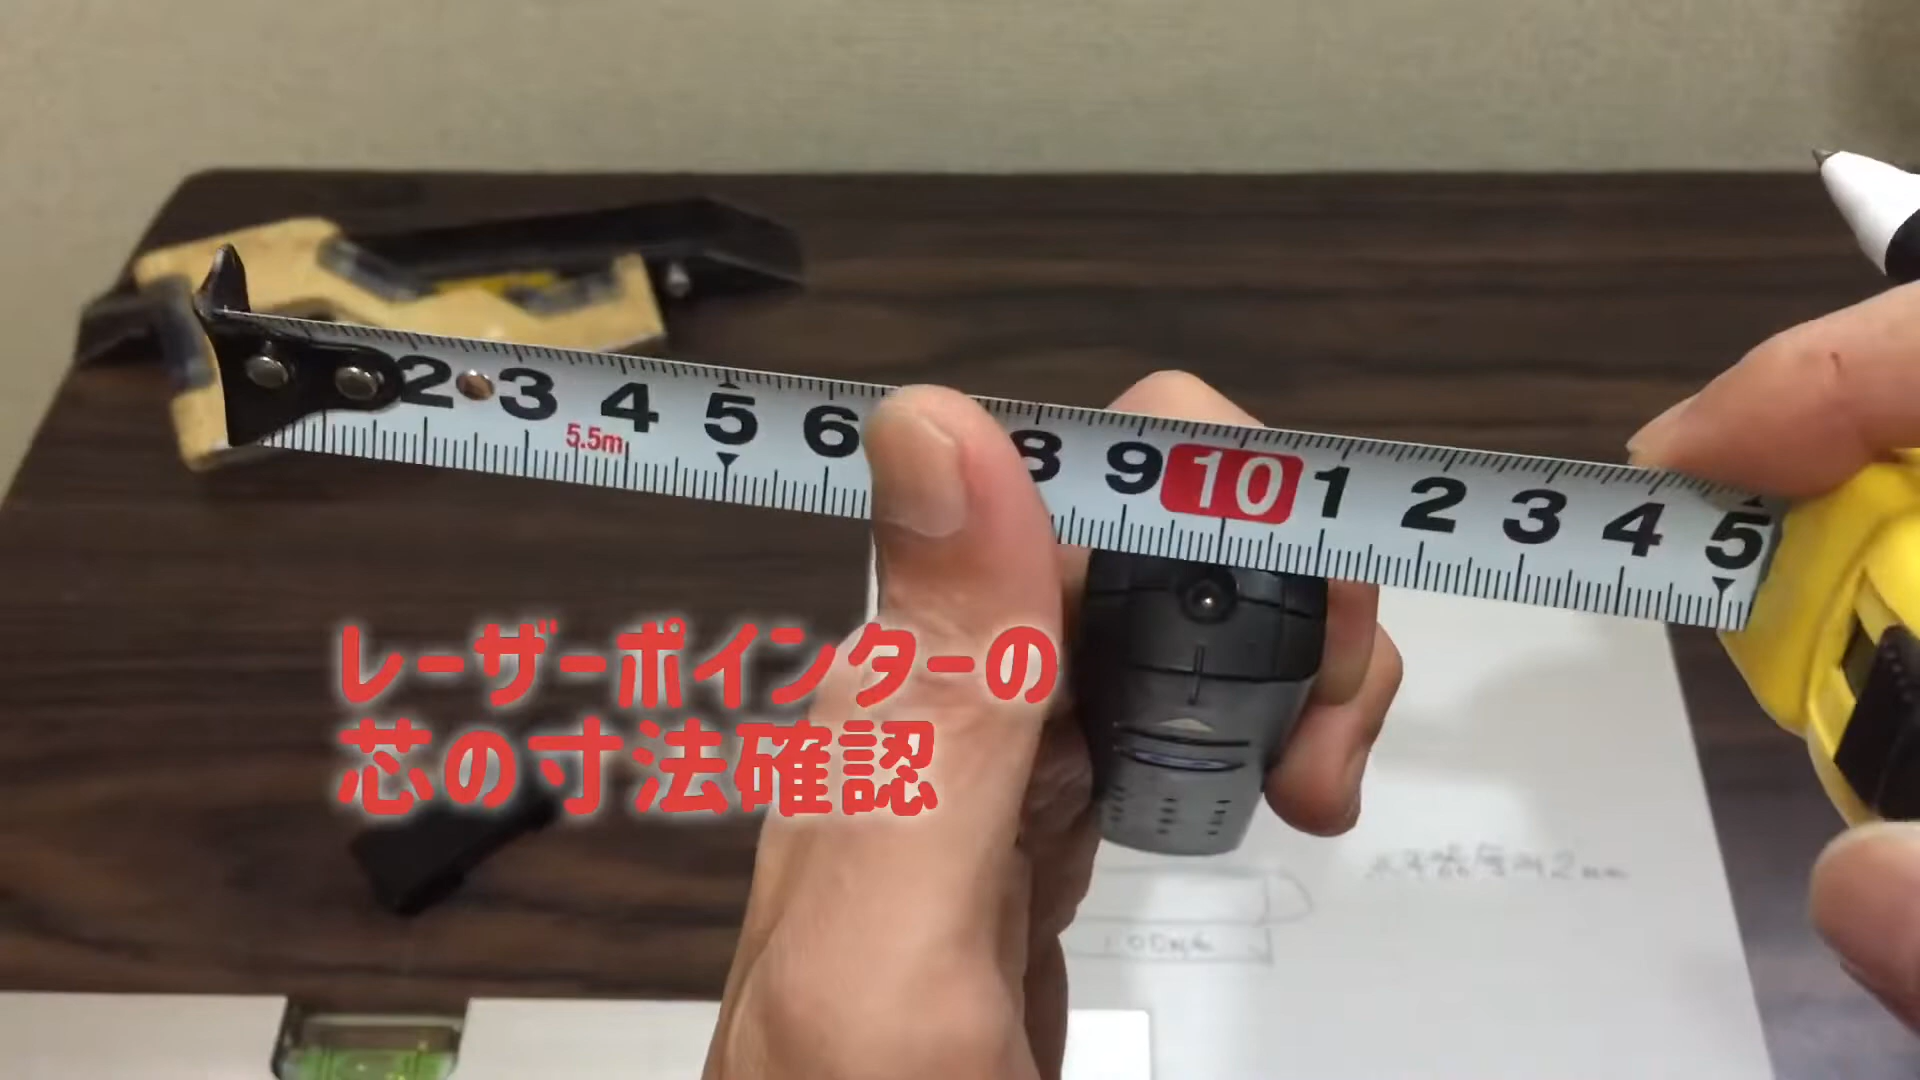 2 3 4 5 6 8 9 10 1 2 3 4 5
5.5m
レーザーポインターの
芯の寸法確認